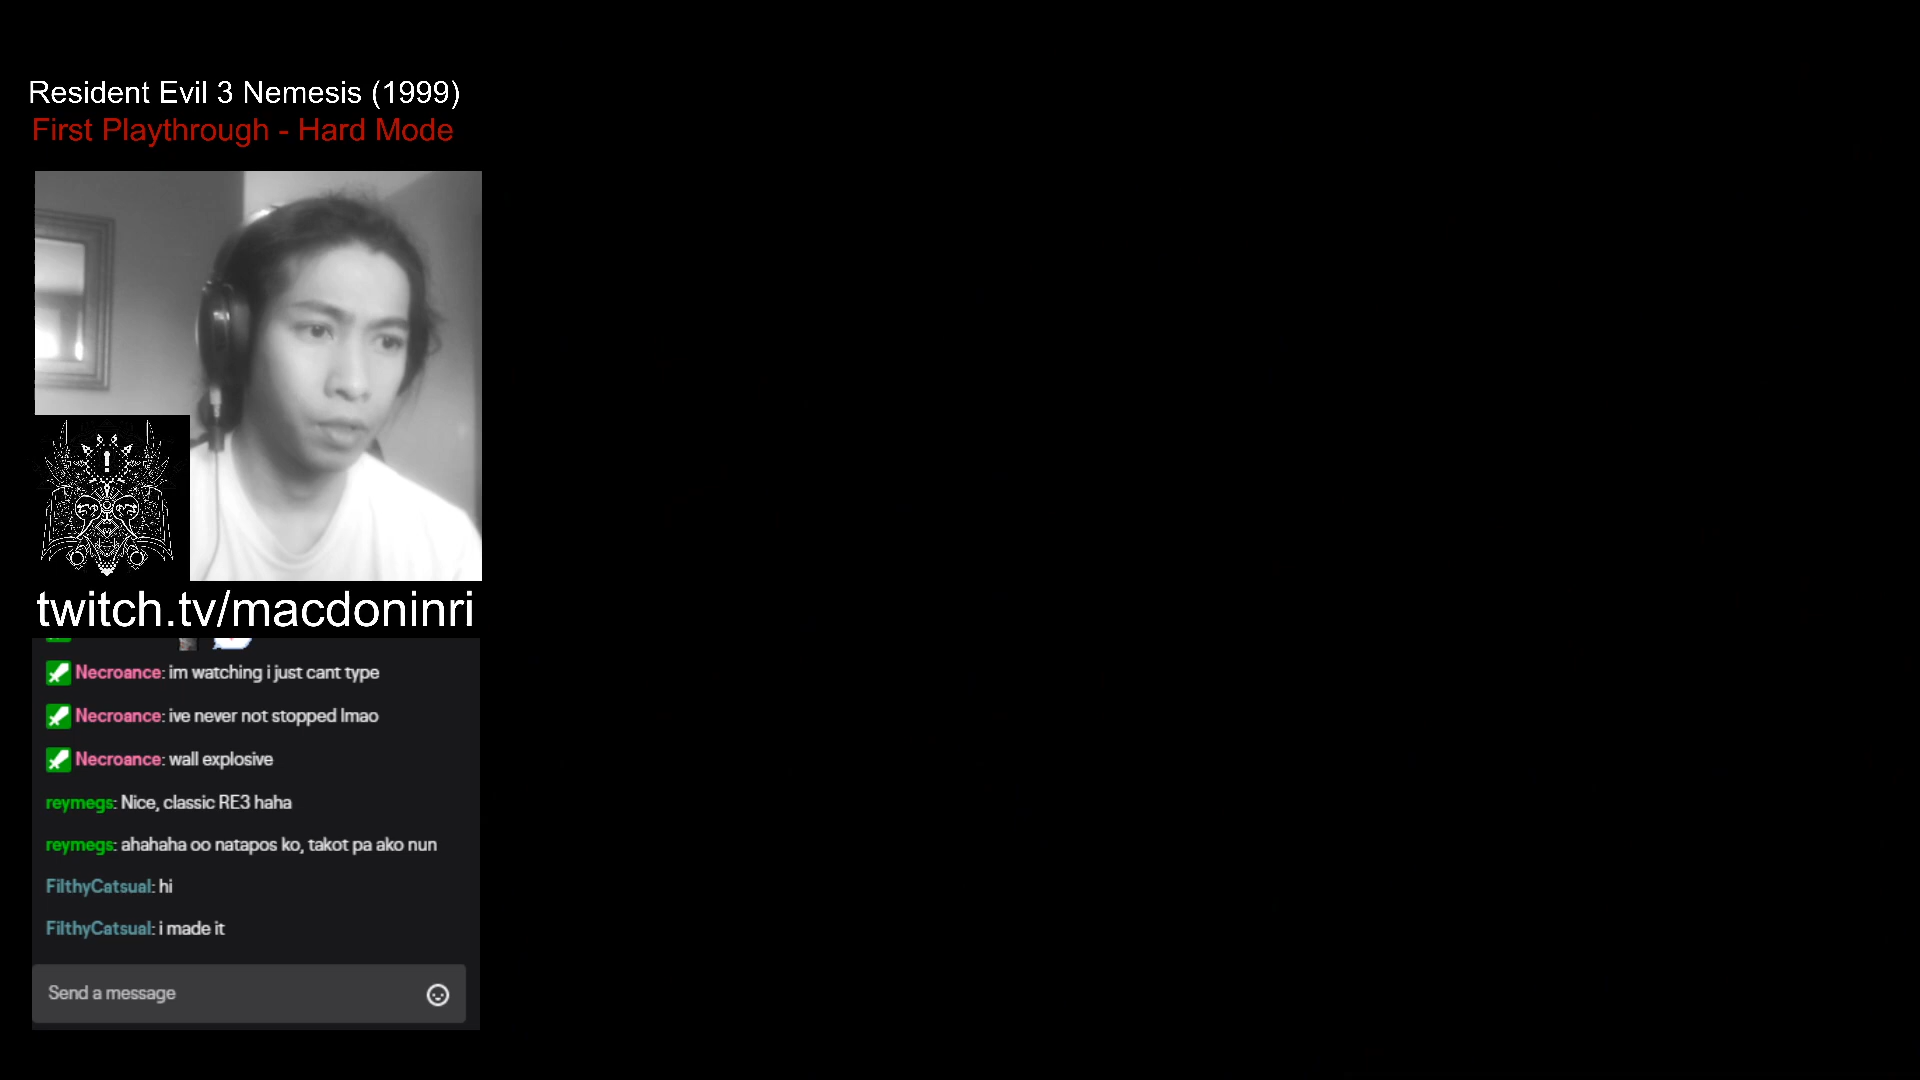 Resident Evil 3 Nemesis (1999)
First Playthrough - Hard Mode
twitch.tv/macdoninri
Necroance: im watching i just cant type
Necroance: ive never not stopped lmao
Necroance: wall explosive
reymegs: Nice, classic RE3 haha
reymegs: ahahaha oo natapos ko, takot pa ako nun
FilthyCatsual: hi
FilthyCatsual: i made it
Send a message